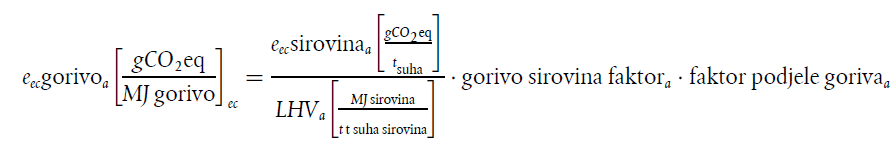 e_ec gorivo_a [gCO₂eq / MJ gorivo]_ec = e_ec sirovina_a [gCO₂eq / t_suha] / LHV_a [MJ sirovina / t t suha sirovina] · gorivo sirovina faktor_a · faktor podjele goriva_a